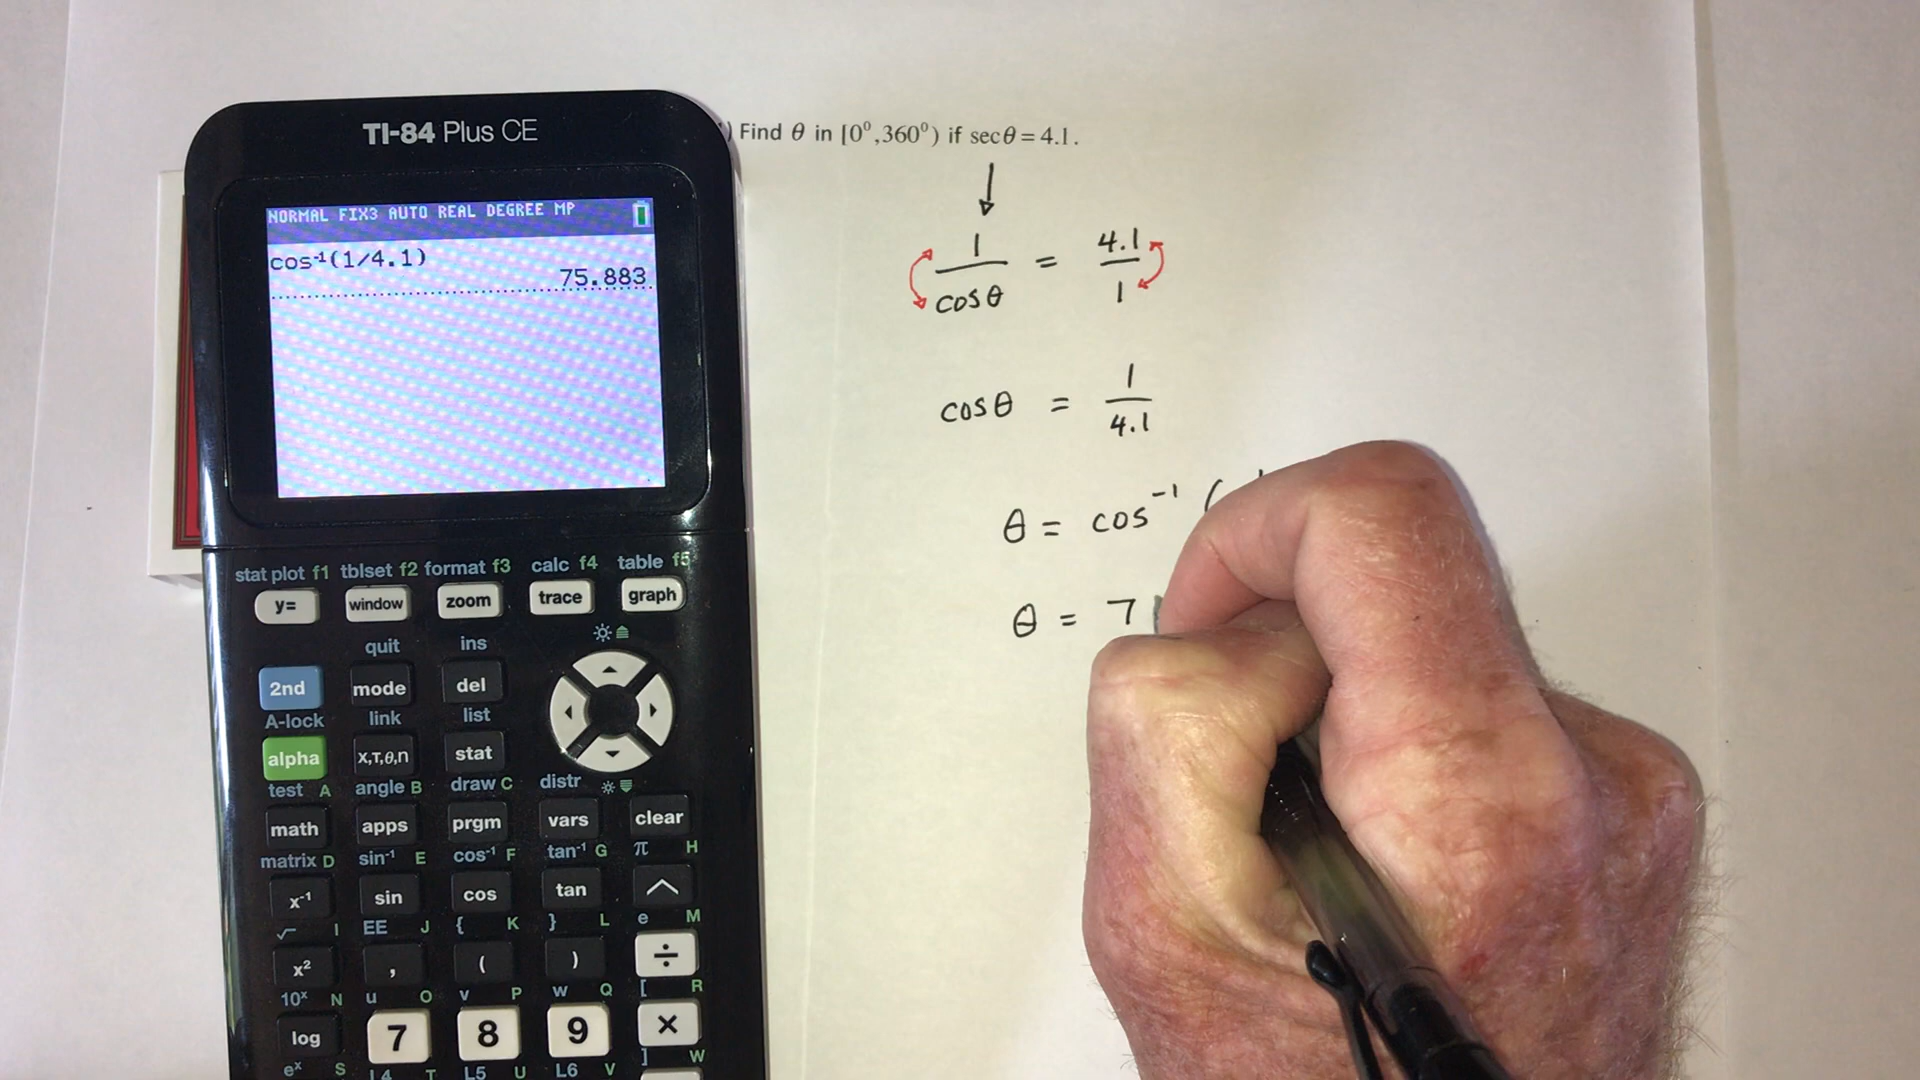 TI-84 Plus CE
NORMAL FIX3 AUTO REAL DEGREE MP
cos⁻¹(1/4.1)
75.883
stat plot f1 tblset f2 format f3 calc f4 table f5
y= window zoom trace graph
quit ins
2nd mode del
A-lock link list
alpha X,T,θ,n stat
test A angle B draw C distr
math apps prgm vars clear
matrix D sin⁻¹ E cos⁻¹ F tan⁻¹ G π H
x⁻¹ sin cos tan ^
√ I EE J { K } L e M
x² , ( ) ÷
10ˣ N u O v P w Q [ R
log 7 8 9 ×
eˣ S L4 T L5 U L6 V ] W
) Find θ in [0⁰,360⁰) if secθ = 4.1.
1/cosθ = 4.1/1
cosθ = 1/4.1
θ = cos⁻¹ (
θ = 7